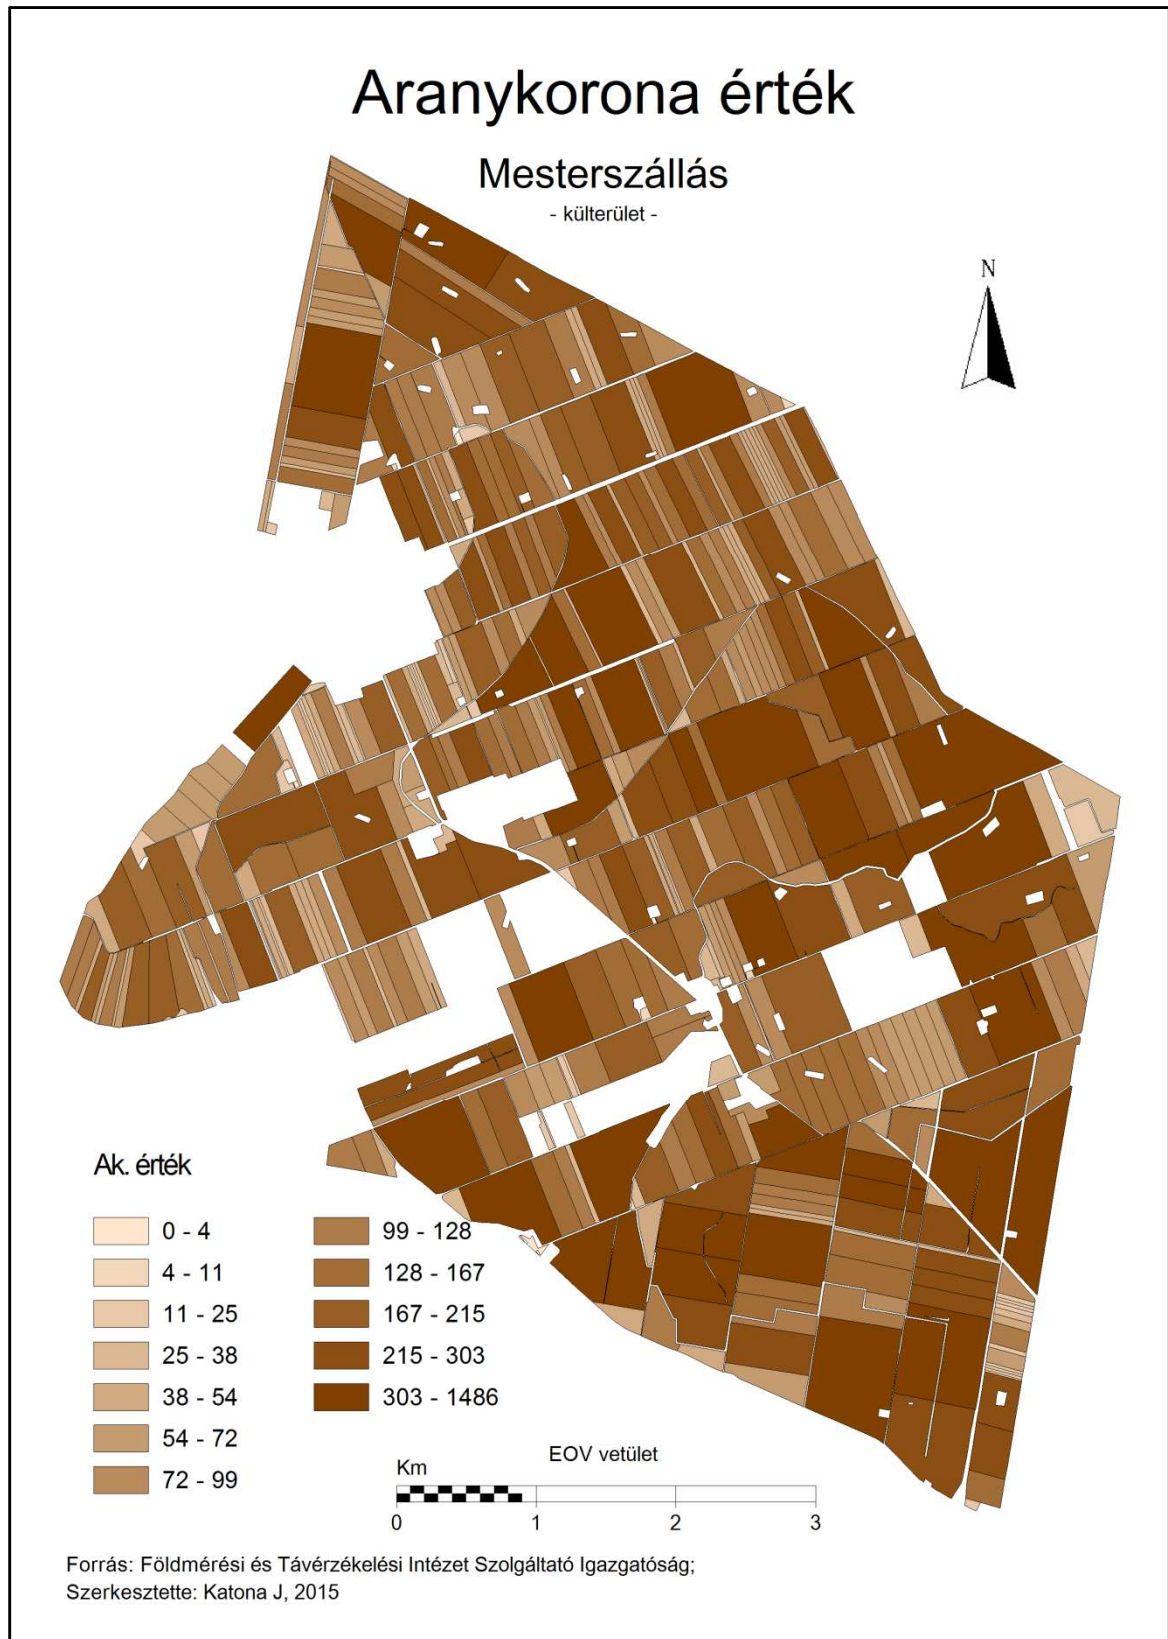 Aranykorona érték
Mesterszállás
- külterület -
N
Ak. érték
0 - 4
4 - 11
11 - 25
25 - 38
38 - 54
54 - 72
72 - 99
99 - 128
128 - 167
167 - 215
215 - 303
303 - 1486
EOV vetület
Km
0 1 2 3
Forrás: Földmérési és Távérzékelési Intézet Szolgáltató Igazgatóság;
Szerkesztette: Katona J, 2015